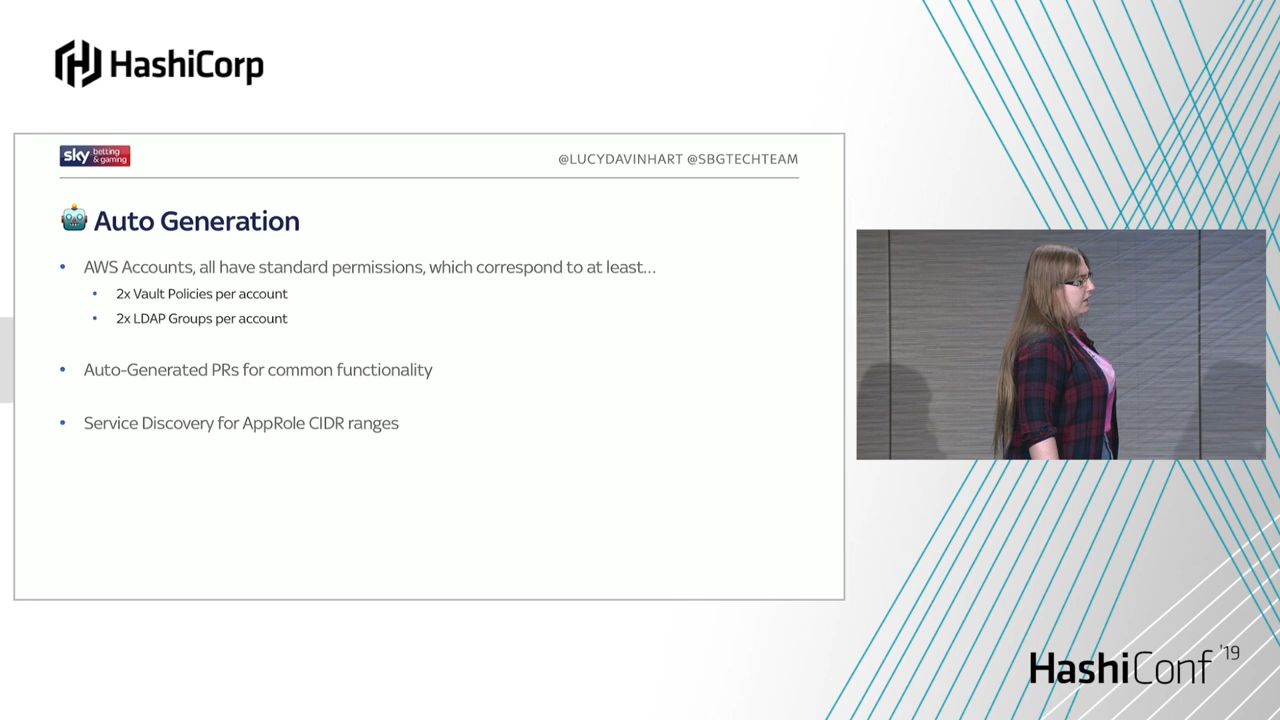 HashiCorp
sky betting & gaming
@LUCYDAVINHART @SBGTECHTEAM
Auto Generation
• AWS Accounts, all have standard permissions, which correspond to at least…
• 2x Vault Policies per account
• 2x LDAP Groups per account
• Auto-Generated PRs for common functionality
• Service Discovery for AppRole CIDR ranges
HashiConf '19